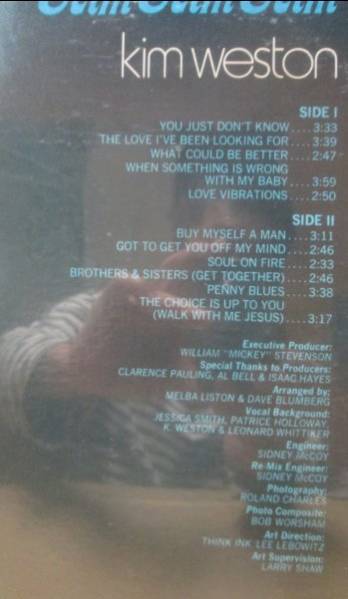 kim weston
SIDE I
YOU JUST DON'T KNOW....3:33
THE LOVE I'VE BEEN LOOKING FOR....3:39
WHAT COULD BE BETTER....2:47
WHEN SOMETHING IS WRONG
WITH MY BABY....3:59
LOVE VIBRATIONS....2:50
SIDE II
BUY MYSELF A MAN....3:11
GOT TO GET YOU OFF MY MIND....2:46
SOUL ON FIRE....2:33
BROTHERS & SISTERS (GET TOGETHER)....2:46
PENNY BLUES....3:38
THE CHOICE IS UP TO YOU
(WALK WITH ME JESUS)....3:17
Executive Producer:
WILLIAM "MICKEY" STEVENSON
Special Thanks to Producers:
CLARENCE PAULING, AL BELL & ISAAC HAYES
Arranged by:
MELBA LISTON & DAVE BLUMBERG
Vocal Background:
JESSICA SMITH, PATRICE HOLLOWAY,
K. WESTON & LEONARD WHITTIKER
Engineer:
SIDNEY McCOY
Re-Mix Engineer:
SIDNEY McCOY
Photography:
ROLAND CHARLES
Photo Composite:
BOB WORSHAM
Art Direction:
THINK INK, LEE LEBOWITZ
Art Supervision:
LARRY SHAW